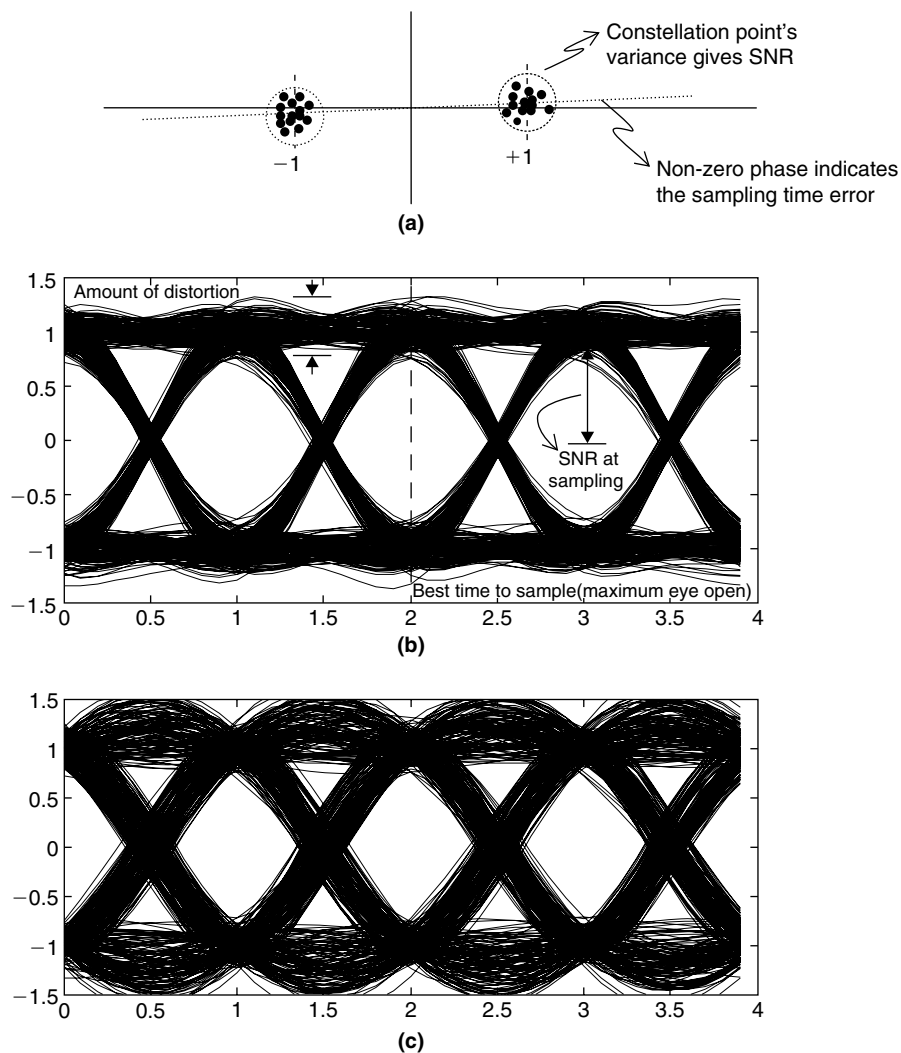 Constellation point's
variance gives SNR
−1
+1
Non-zero phase indicates
the sampling time error
(a)
1.5
Amount of distortion
1
0.5
0
SNR at
sampling
−0.5
−1
Best time to sample(maximum eye open)
−1.5
0 0.5 1 1.5 2 2.5 3 3.5 4
(b)
1.5
1
0.5
0
−0.5
−1
−1.5
0 0.5 1 1.5 2 2.5 3 3.5 4
(c)